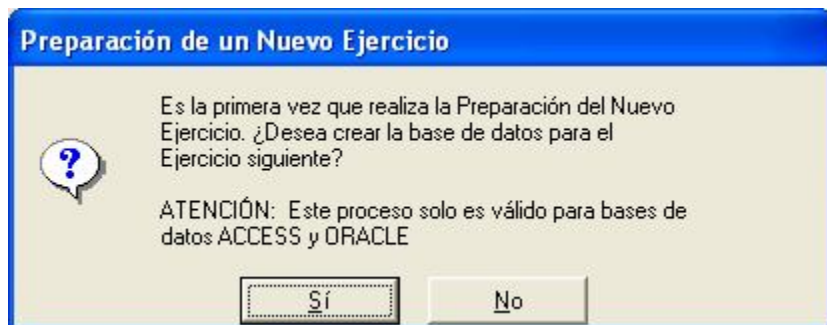 Preparación de un Nuevo Ejercicio
Es la primera vez que realiza la Preparación del Nuevo
Ejercicio. ¿Desea crear la base de datos para el
Ejercicio siguiente?
ATENCIÓN: Este proceso solo es válido para bases de
datos ACCESS y ORACLE
Sí No